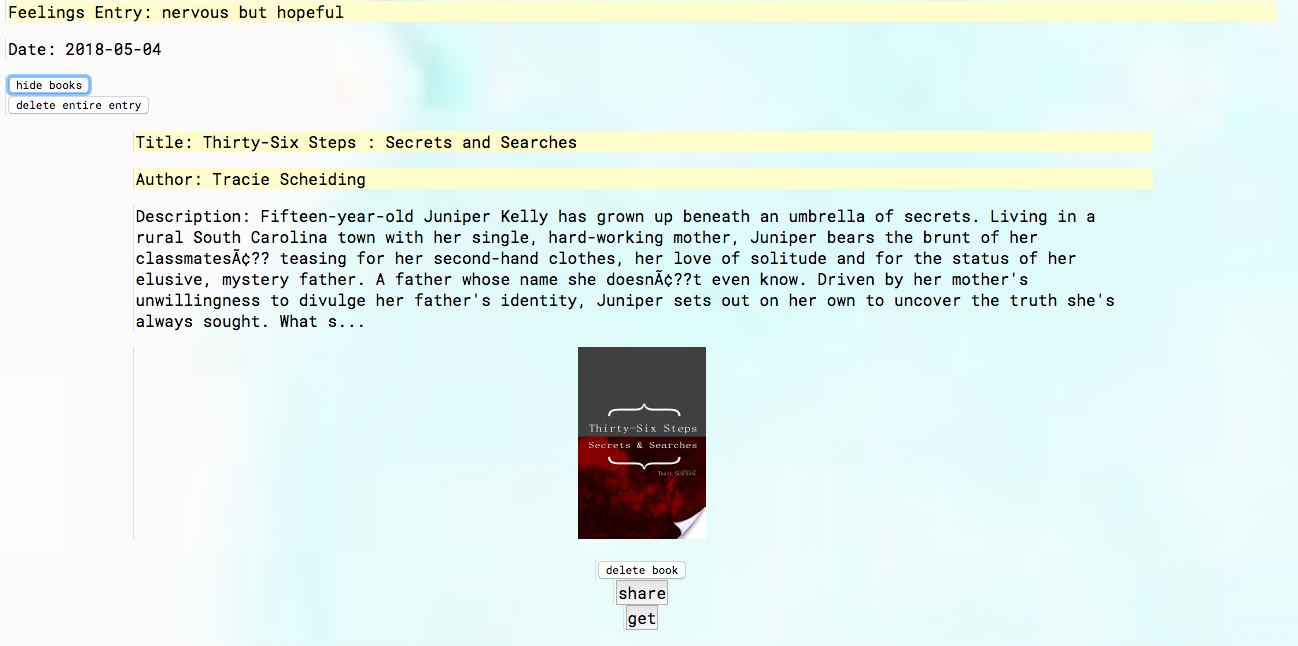 Feelings Entry: nervous but hopeful
Date: 2018-05-04
hide books
delete entire entry
Title: Thirty-Six Steps : Secrets and Searches
Author: Tracie Scheiding
Description: Fifteen-year-old Juniper Kelly has grown up beneath an umbrella of secrets. Living in a
rural South Carolina town with her single, hard-working mother, Juniper bears the brunt of her
classmatesÃ¢?? teasing for her second-hand clothes, her love of solitude and for the status of her
elusive, mystery father. A father whose name she doesnÃ¢??t even know. Driven by her mother's
unwillingness to divulge her father's identity, Juniper sets out on her own to uncover the truth she's
always sought. What s...
Thirty-Six Steps
Secrets & Searches
delete book
share
get